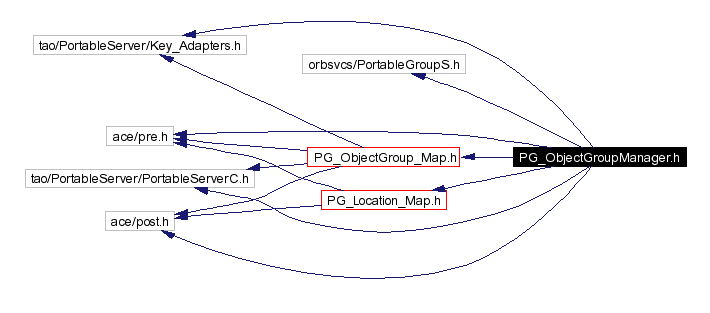 tao/PortableServer/Key_Adapters.h
orbsvcs/PortableGroupS.h
ace/pre.h
PG_ObjectGroup_Map.h
PG_ObjectGroupManager.h
tao/PortableServer/PortableServerC.h
PG_Location_Map.h
ace/post.h